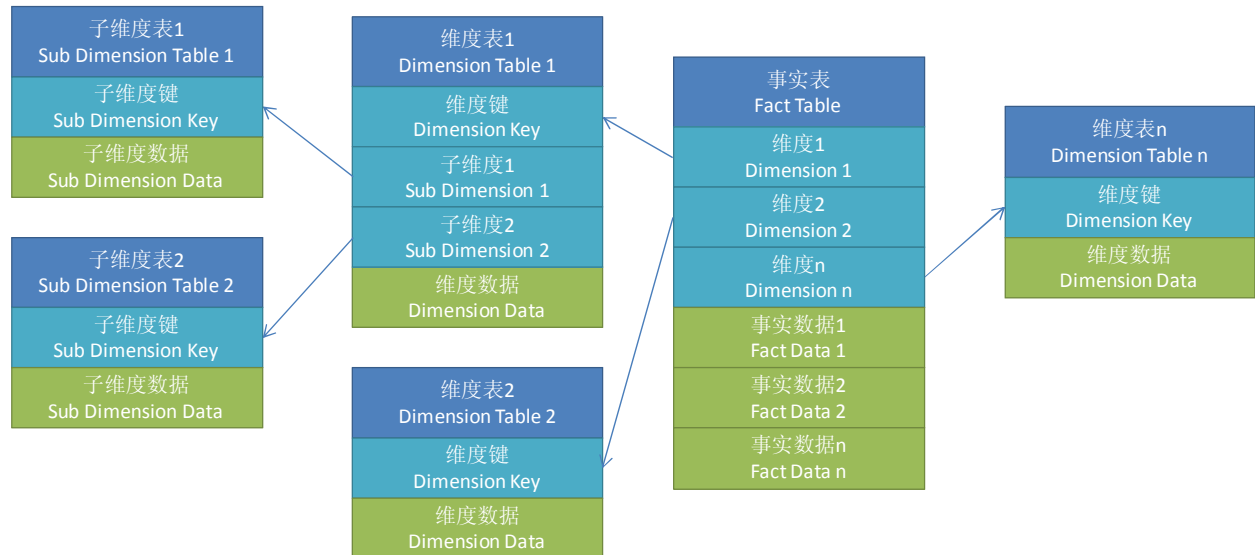 子维度表1
Sub Dimension Table 1
子维度键
Sub Dimension Key
子维度数据
Sub Dimension Data
子维度表2
Sub Dimension Table 2
子维度键
Sub Dimension Key
子维度数据
Sub Dimension Data
维度表1
Dimension Table 1
维度键
Dimension Key
子维度1
Sub Dimension 1
子维度2
Sub Dimension 2
维度数据
Dimension Data
维度表2
Dimension Table 2
维度键
Dimension Key
维度数据
Dimension Data
事实表
Fact Table
维度1
Dimension 1
维度2
Dimension 2
维度n
Dimension n
事实数据1
Fact Data 1
事实数据2
Fact Data 2
事实数据n
Fact Data n
维度表n
Dimension Table n
维度键
Dimension Key
维度数据
Dimension Data